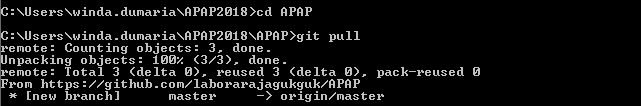 C:\Users\winda.dumaria\APAP2018>cd APAP
C:\Users\winda.dumaria\APAP2018\APAP>git pull
remote: Counting objects: 3, done.
Unpacking objects: 100% (3/3), done.
remote: Total 3 (delta 0), reused 3 (delta 0), pack-reused 0
From https://github.com/laborarajagukguk/APAP
 * [new branch]      master     -> origin/master